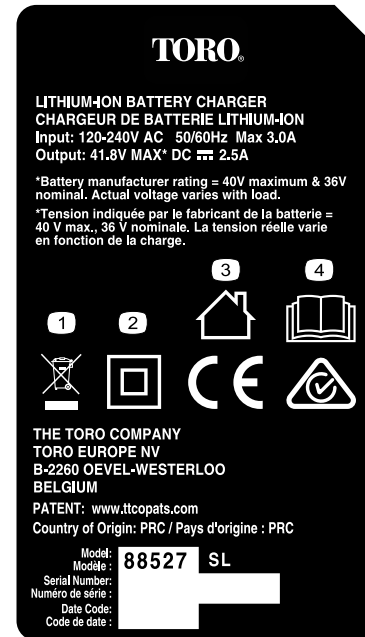 TORO®
LITHIUM-ION BATTERY CHARGER
CHARGEUR DE BATTERIE LITHIUM-ION
Input: 120-240V AC 50/60Hz Max 3.0A
Output: 41.8V MAX* DC ⎓ 2.5A
*Battery manufacturer rating = 40V maximum & 36V
nominal. Actual voltage varies with load.
*Tension indiquée par le fabricant de la batterie =
40 V max., 36 V nominale. La tension réelle varie
en fonction de la charge.
3 4
1 2
CE
THE TORO COMPANY
TORO EUROPE NV
B-2260 OEVEL-WESTERLOO
BELGIUM
PATENT: www.ttcopats.com
Country of Origin: PRC / Pays d'origine : PRC
Model:
Modèle : 88527 SL
Serial Number:
Numéro de série :
Date Code:
Code de date :